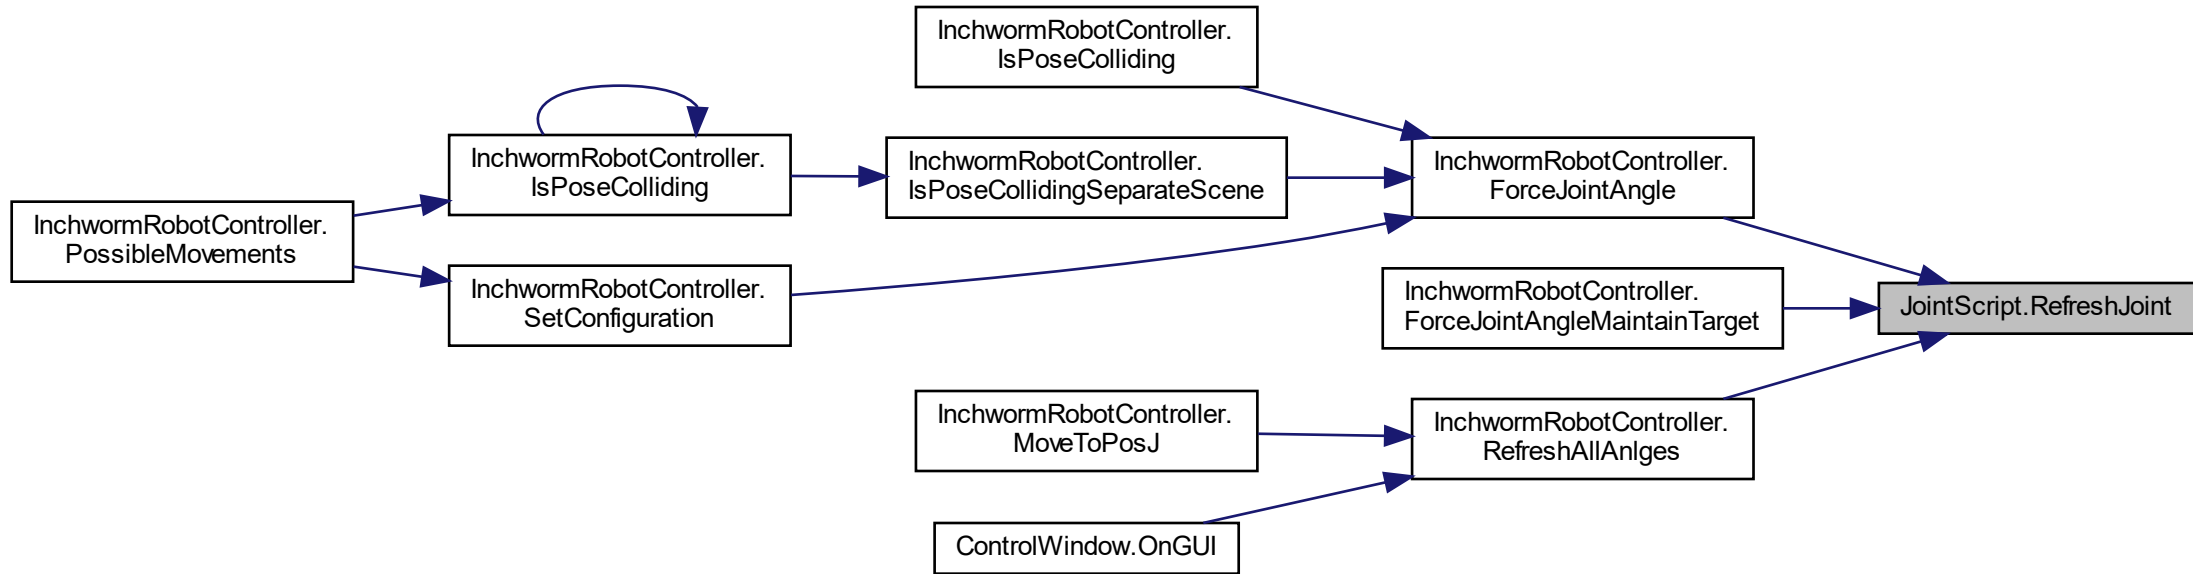 InchwormRobotController.
IsPoseColliding
InchwormRobotController.
IsPoseColliding
InchwormRobotController.
IsPoseCollidingSeparateScene
InchwormRobotController.
ForceJointAngle
InchwormRobotController.
PossibleMovements
InchwormRobotController.
SetConfiguration
InchwormRobotController.
ForceJointAngleMaintainTarget
JointScript.RefreshJoint
InchwormRobotController.
MoveToPosJ
InchwormRobotController.
RefreshAllAnlges
ControlWindow.OnGUI